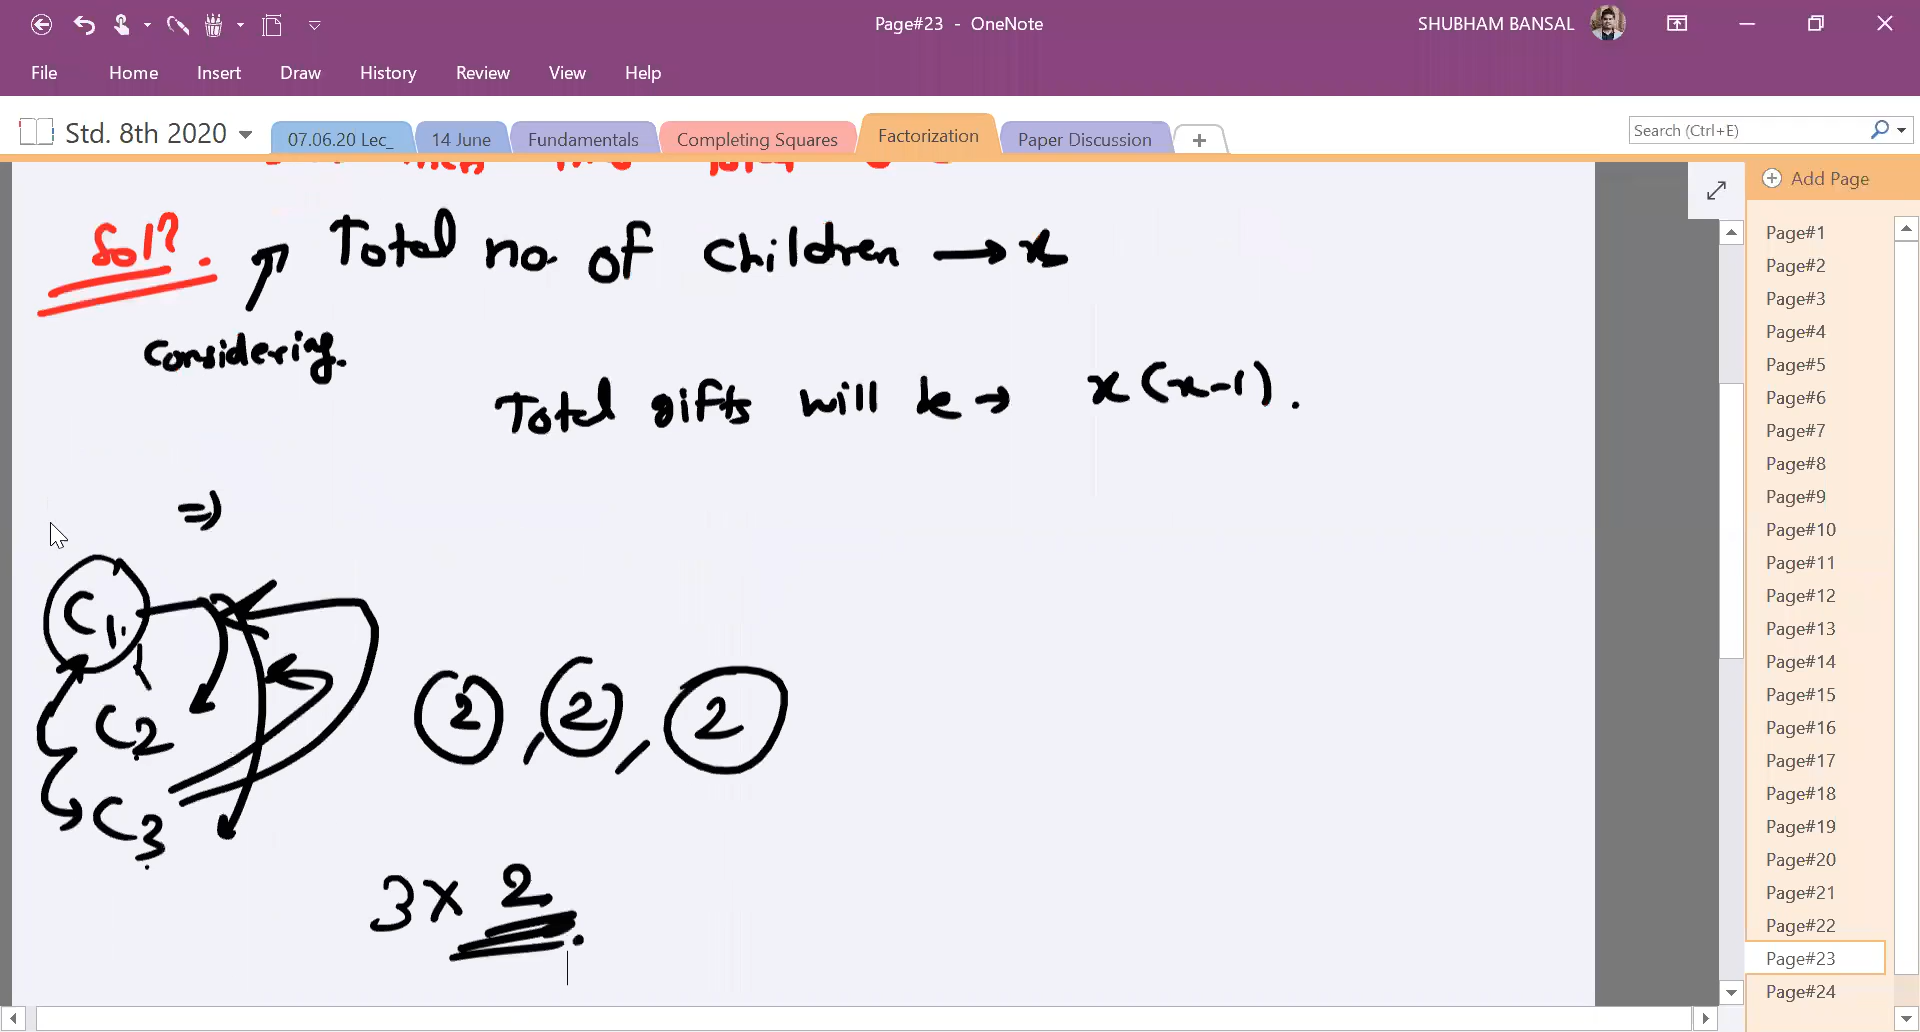 Page#23 - OneNote
SHUBHAM BANSAL
File Home Insert Draw History Review View Help
Std. 8th 2020
07.06.20 Lec_
14 June
Fundamentals
Completing Squares
Factorization
Paper Discussion
Search (Ctrl+E)
Add Page
Solⁿ.
Total no. of children → x
Considering.
Total gifts will be → x(x-1).
⇒
C1.
C2
C3
2, 2, 2
3 x 2.
Page#1
Page#2
Page#3
Page#4
Page#5
Page#6
Page#7
Page#8
Page#9
Page#10
Page#11
Page#12
Page#13
Page#14
Page#15
Page#16
Page#17
Page#18
Page#19
Page#20
Page#21
Page#22
Page#23
Page#24